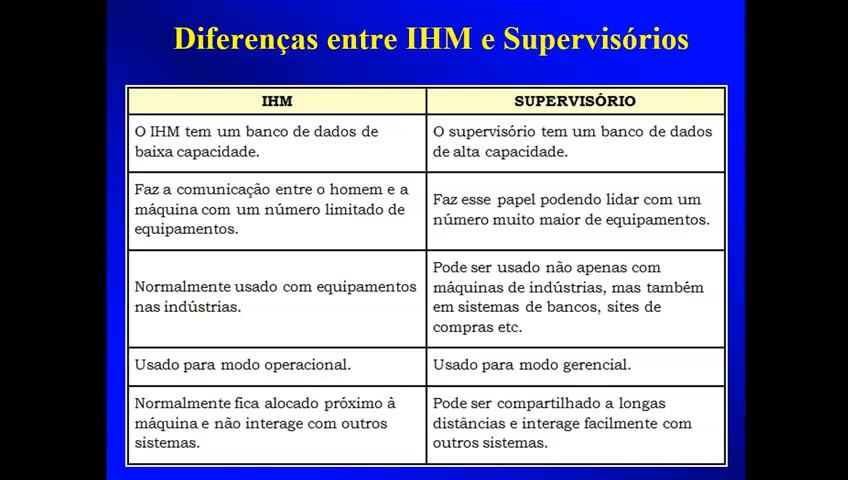 Diferenças entre IHM e Supervisórios
IHM
SUPERVISÓRIO
O IHM tem um banco de dados de
baixa capacidade.
O supervisório tem um banco de dados
de alta capacidade.
Faz a comunicação entre o homem e a
máquina com um número limitado de
equipamentos.
Faz esse papel podendo lidar com um
número muito maior de equipamentos.
Normalmente usado com equipamentos
nas indústrias.
Pode ser usado não apenas com
máquinas de indústrias, mas também
em sistemas de bancos, sites de
compras etc.
Usado para modo operacional.
Usado para modo gerencial.
Normalmente fica alocado próximo à
máquina e não interage com outros
sistemas.
Pode ser compartilhado a longas
distâncias e interage facilmente com
outros sistemas.